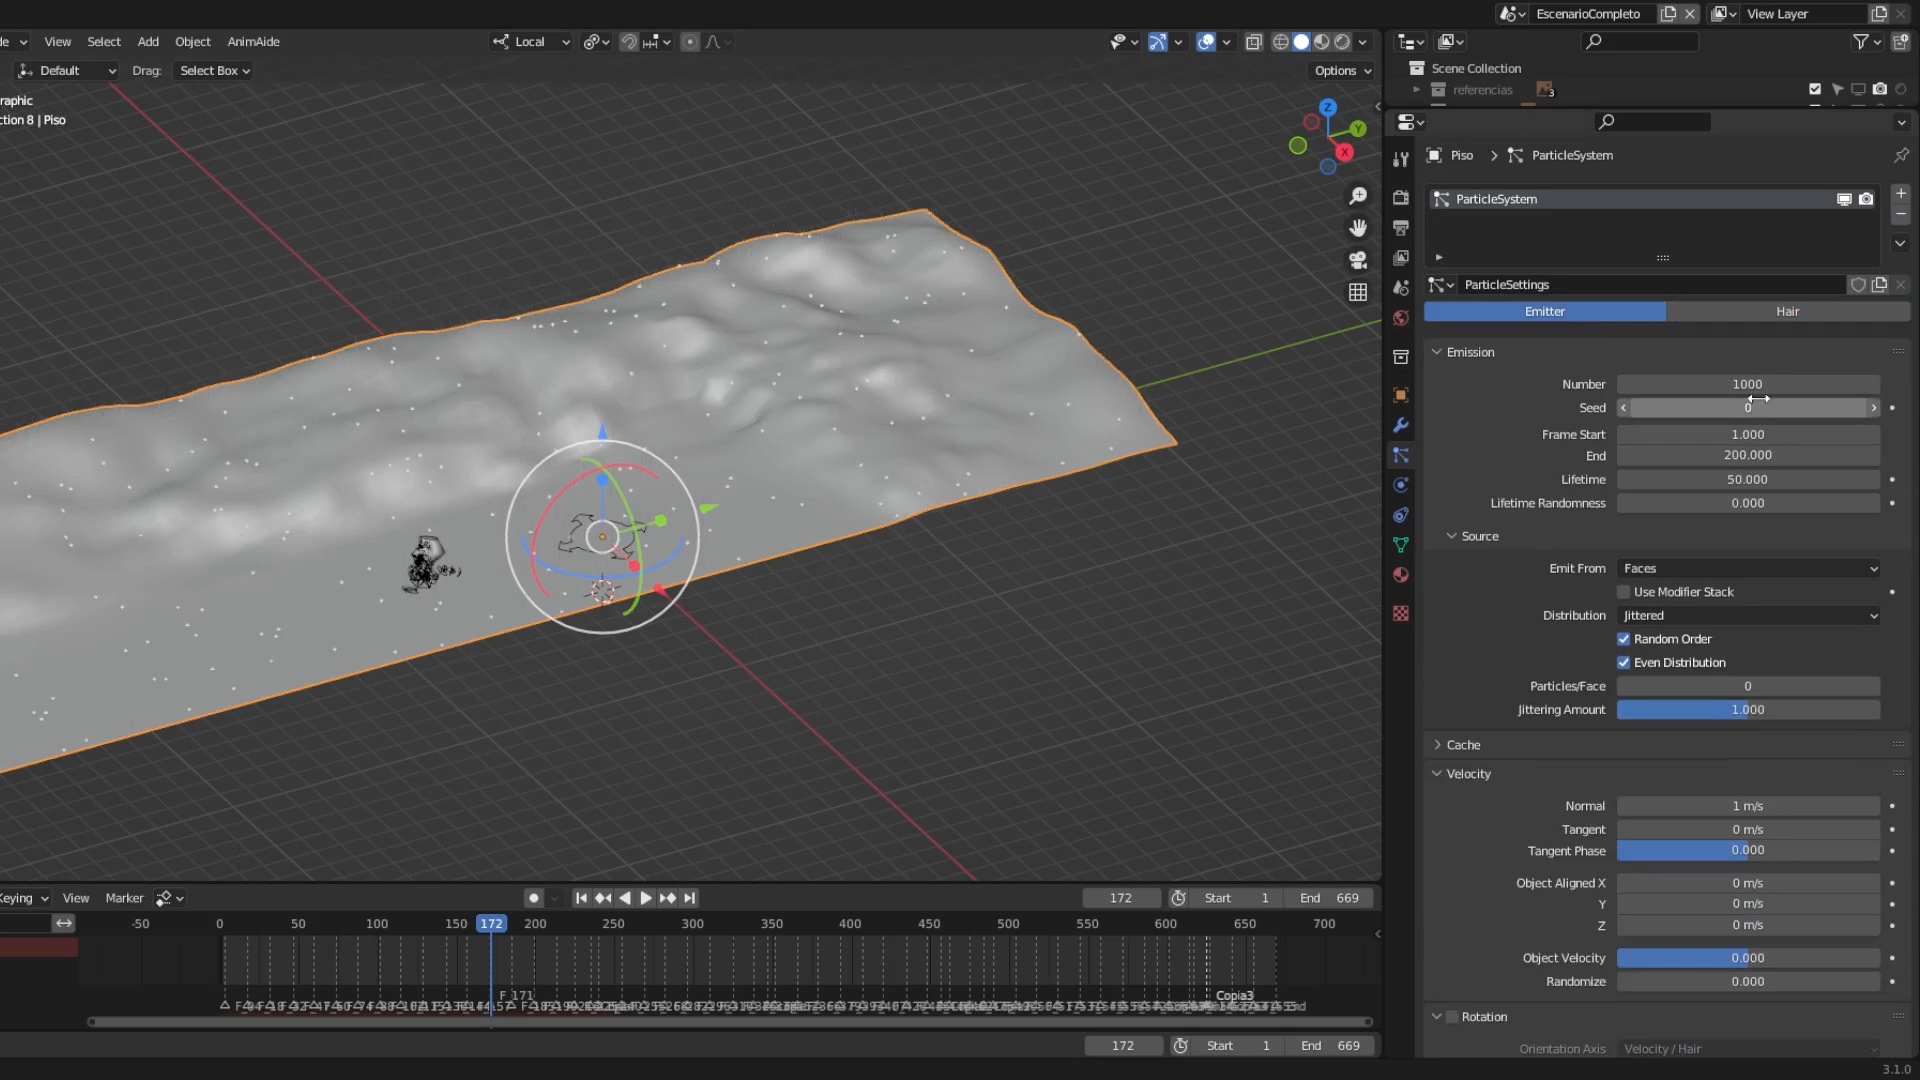 EscenarioCompleto View Layer
de View Select Add Object AnimAide Local
Default Drag: Select Box Options
Scene Collection
referencias 3
raphic
ction 8 | Piso
Z
Y
X
Piso > ParticleSystem
ParticleSystem
ParticleSettings
Emitter Hair
Emission
Number 1000
Seed 0
Frame Start 1.000
End 200.000
Lifetime 50.000
Lifetime Randomness 0.000
Source
Emit From Faces
Use Modifier Stack
Distribution Jittered
Random Order
Even Distribution
Particles/Face 0
Jittering Amount 1.000
Cache
Velocity
Normal 1 m/s
Tangent 0 m/s
Tangent Phase 0.000
Object Aligned X 0 m/s
Y 0 m/s
Z 0 m/s
Object Velocity 0.000
Randomize 0.000
Rotation
Orientation Axis Velocity / Hair
Keying View Marker 172 Start 1 End 669
-50 0 50 100 150 172 200 250 300 350 400 450 500 550 600 650 700
F_171 Copia3
172 Start 1 End 669
3.1.0